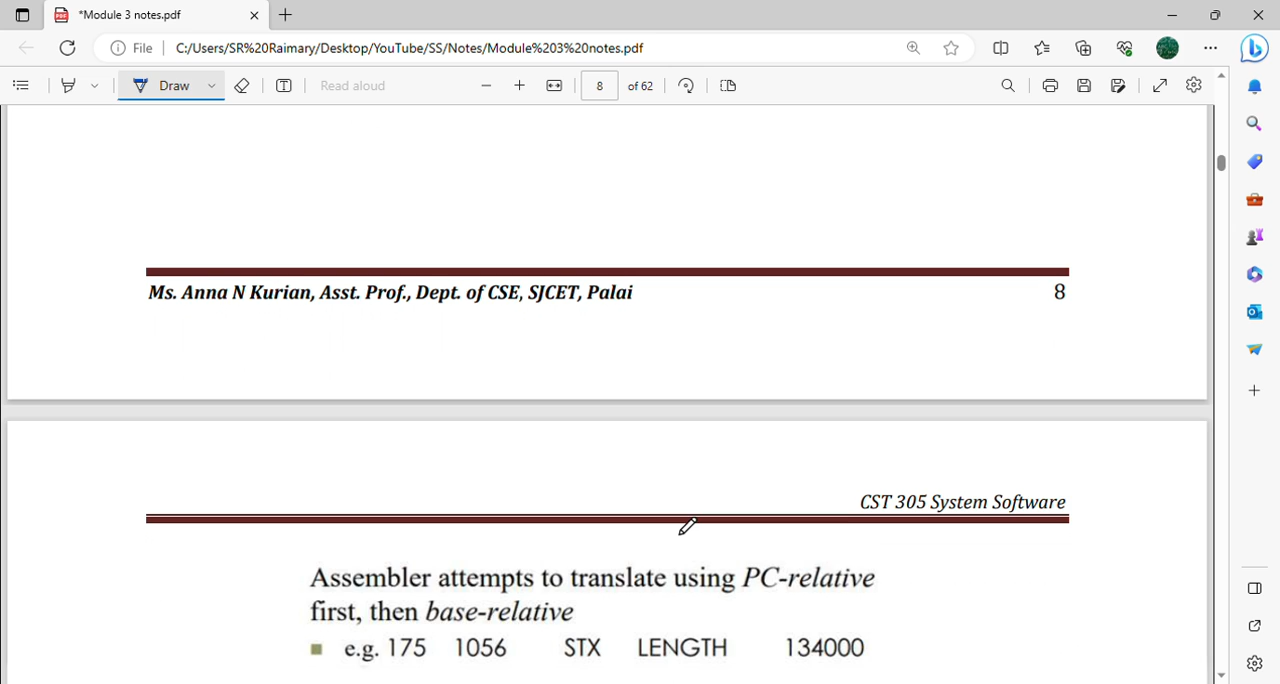 *Module 3 notes.pdf
File
C:/Users/SR%20Raimary/Desktop/YouTube/SS/Notes/Module%203%20notes.pdf
Draw
Read aloud
8
of 62
Ms. Anna N Kurian, Asst. Prof., Dept. of CSE, SJCET, Palai
8
CST 305 System Software
Assembler attempts to translate using PC-relative
first, then base-relative
e.g. 175 1056 STX LENGTH 134000